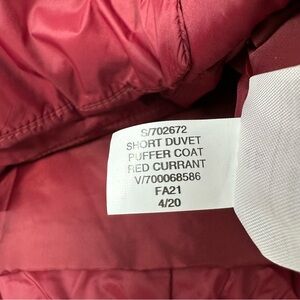 S/702672
SHORT DUVET
PUFFER COAT
RED CURRANT
V/700068586
FA21
4/20